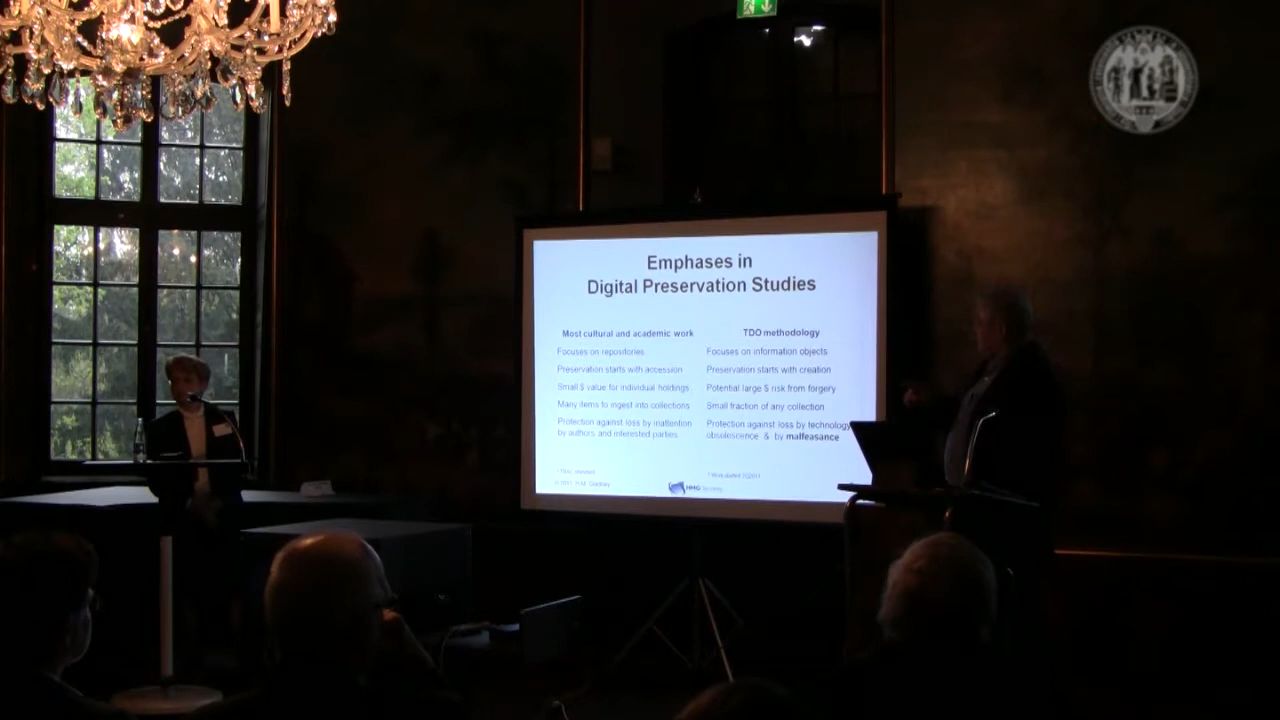 Emphases in
Digital Preservation Studies
Most cultural and academic work
Focuses on repositories
Preservation starts with accession
Small $ value for individual holdings
Many items to ingest into collections
Protection against loss by inattention
by authors and interested parties
TDO methodology
Focuses on information objects
Preservation starts with creation
Potential large $ risk from forgery
Small fraction of any collection
Protection against loss by technology
obsolescence & by malfeasance
H.M. Gladney
HMG